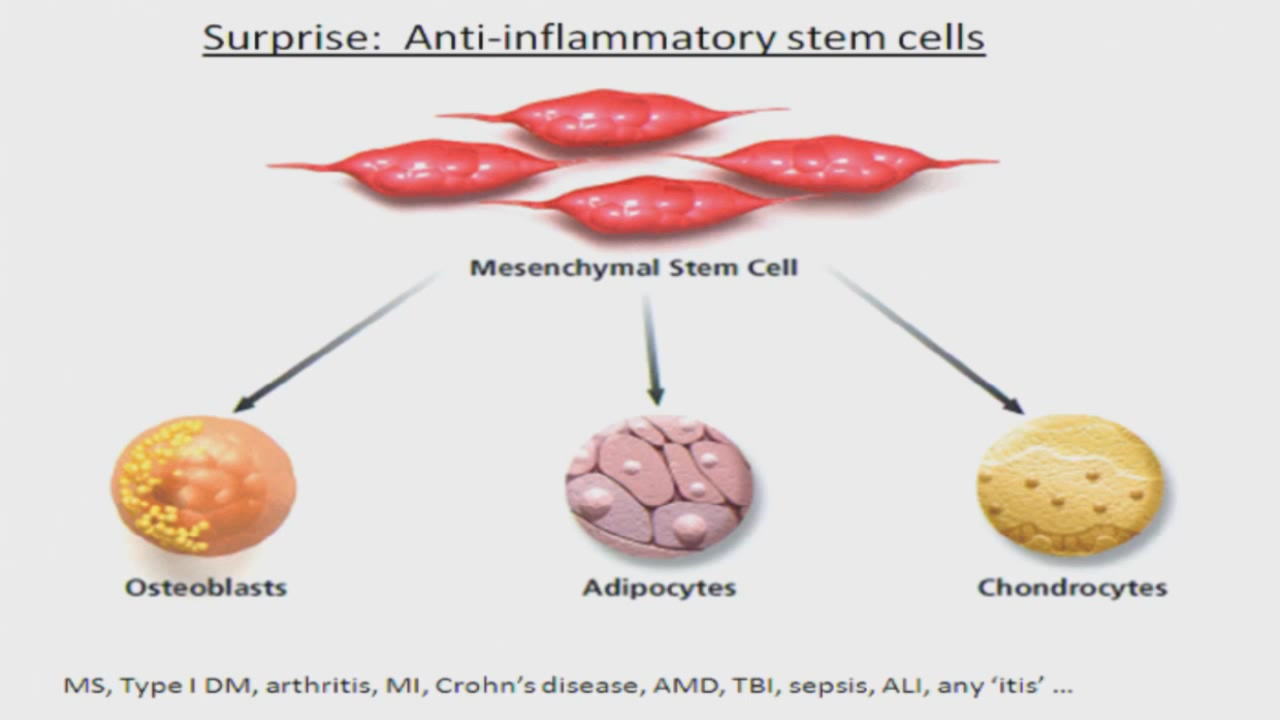 Surprise: Anti-inflammatory stem cells
Mesenchymal Stem Cell
Osteoblasts
Adipocytes
Chondrocytes
MS, Type I DM, arthritis, MI, Crohn’s disease, AMD, TBI, sepsis, ALI, any ‘itis’ ...